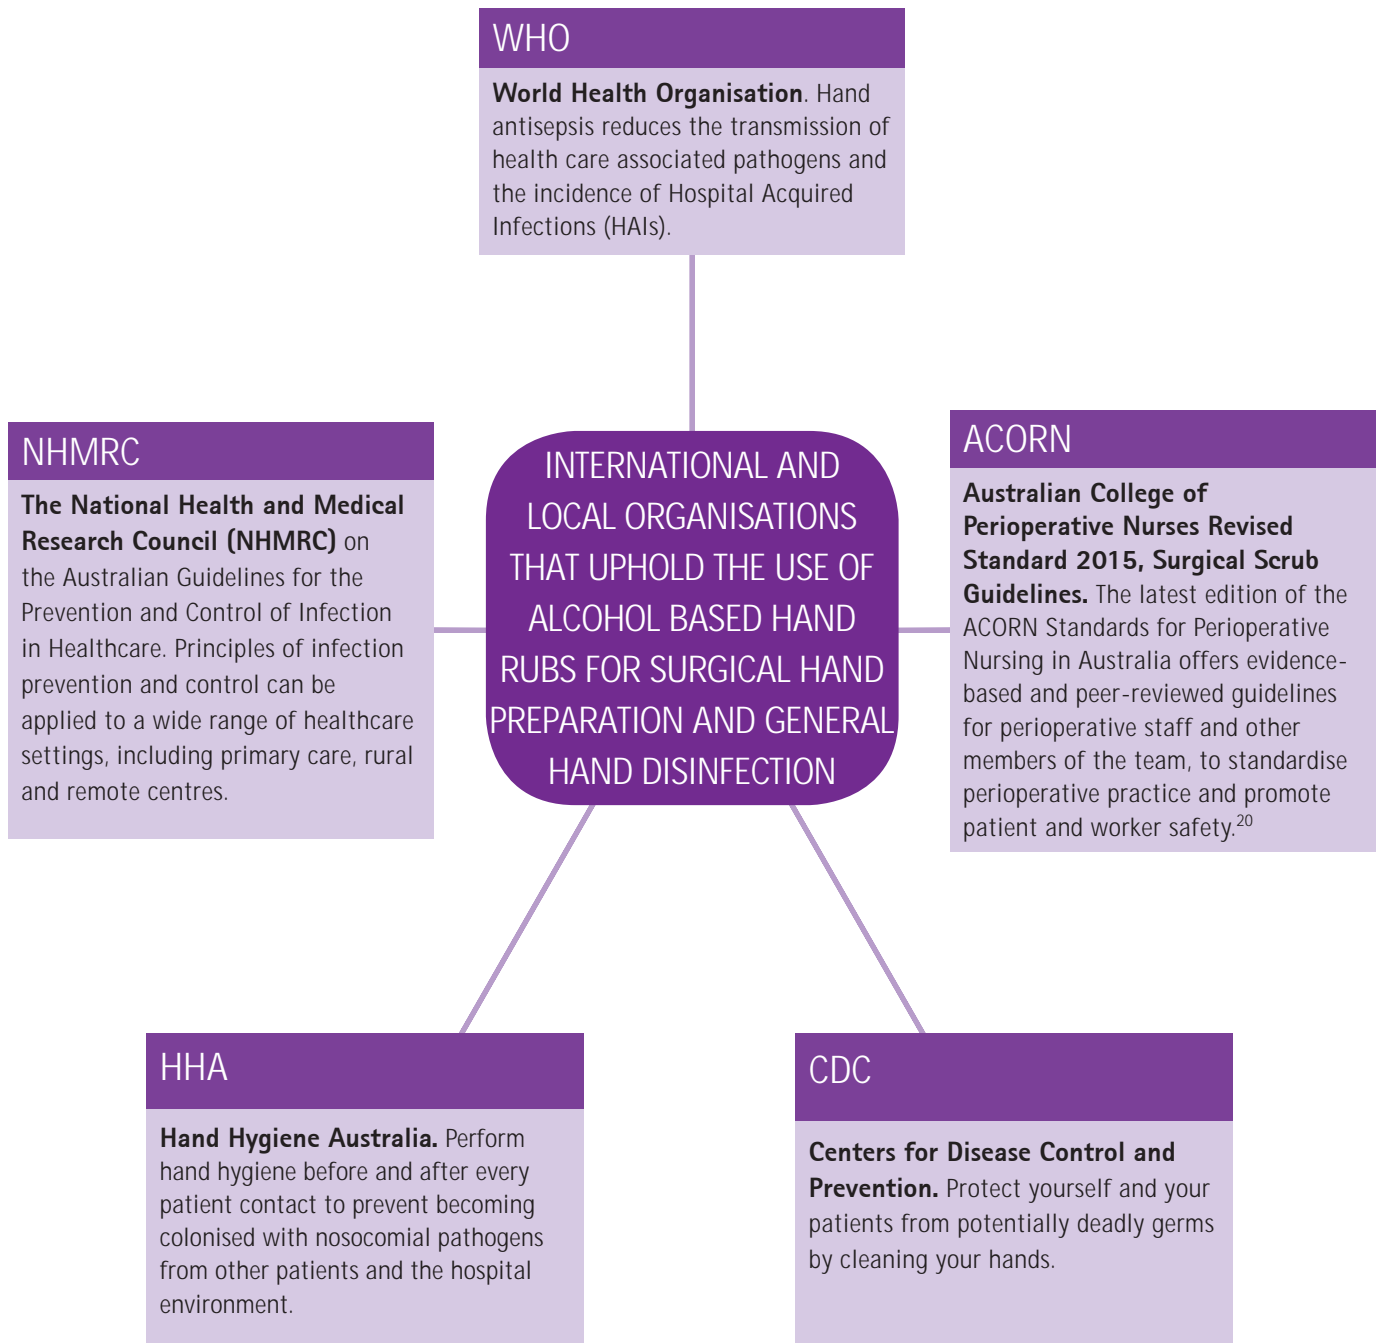 WHO
World Health Organisation. Hand
antisepsis reduces the transmission of
health care associated pathogens and
the incidence of Hospital Acquired
Infections (HAIs).
NHMRC
The National Health and Medical
Research Council (NHMRC) on
the Australian Guidelines for the
Prevention and Control of Infection
in Healthcare. Principles of infection
prevention and control can be
applied to a wide range of healthcare
settings, including primary care, rural
and remote centres.
INTERNATIONAL AND
LOCAL ORGANISATIONS
THAT UPHOLD THE USE OF
ALCOHOL BASED HAND
RUBS FOR SURGICAL HAND
PREPARATION AND GENERAL
HAND DISINFECTION
ACORN
Australian College of
Perioperative Nurses Revised
Standard 2015, Surgical Scrub
Guidelines. The latest edition of the
ACORN Standards for Perioperative
Nursing in Australia offers evidence-
based and peer-reviewed guidelines
for perioperative staff and other
members of the team, to standardise
perioperative practice and promote
patient and worker safety.20
HHA
Hand Hygiene Australia. Perform
hand hygiene before and after every
patient contact to prevent becoming
colonised with nosocomial pathogens
from other patients and the hospital
environment.
CDC
Centers for Disease Control and
Prevention. Protect yourself and your
patients from potentially deadly germs
by cleaning your hands.